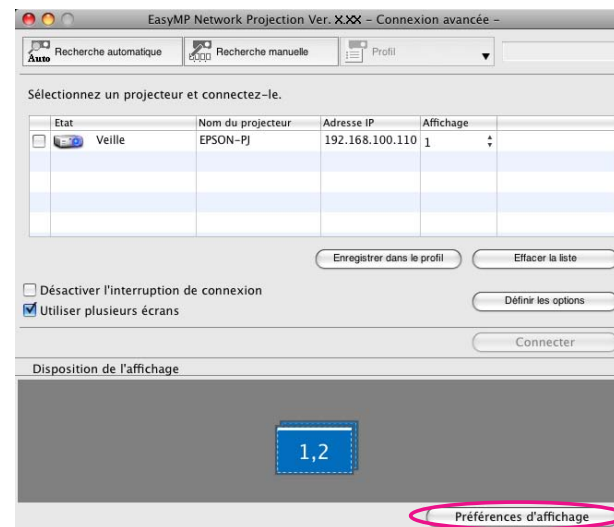 EasyMP Network Projection Ver. X.XX – Connexion avancée –
Auto Recherche automatique Recherche manuelle Profil
Sélectionnez un projecteur et connectez-le.
Etat Nom du projecteur Adresse IP Affichage
Veille EPSON-PJ 192.168.100.110 1
Enregistrer dans le profil Effacer la liste
Désactiver l'interruption de connexion
Définir les options
Utiliser plusieurs écrans
Connecter
Disposition de l'affichage
1,2
Préférences d'affichage